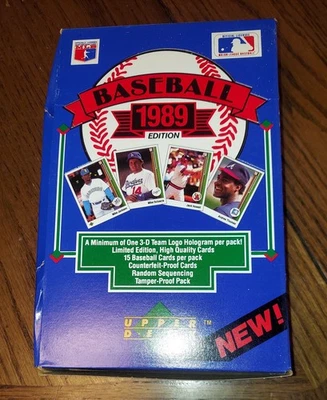 BASEBALL
1989
EDITION
A Minimum of One 3-D Team Logo Hologram per pack!
Limited Edition, High Quality Cards
15 Baseball Cards per Pack
Counterfeit-Proof Cards
Random Sequencing
Tamper-Proof Pack
UPPER
DECK
TM
NEW!